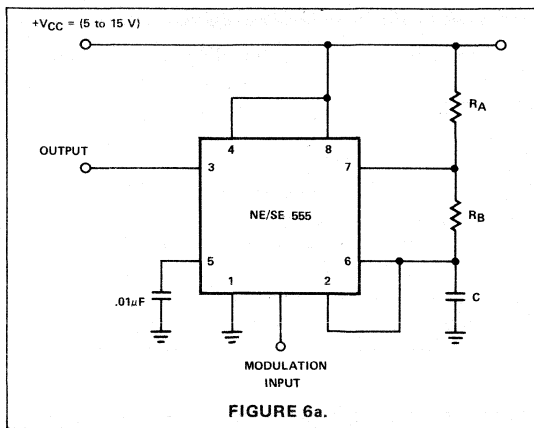 +VCC = (5 to 15 V)
RA
4
8
OUTPUT
3
7
NE/SE 555
RB
5
6
.01μF
1
2
C
MODULATION
INPUT
FIGURE 6a.